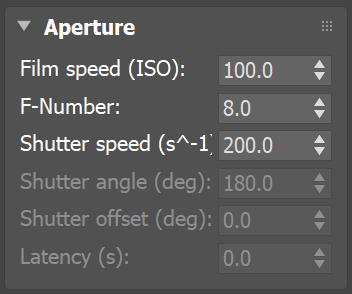 Aperture
Film speed (ISO): 100.0
F-Number: 8.0
Shutter speed (s^-1) 200.0
Shutter angle (deg): 180.0
Shutter offset (deg): 0.0
Latency (s): 0.0